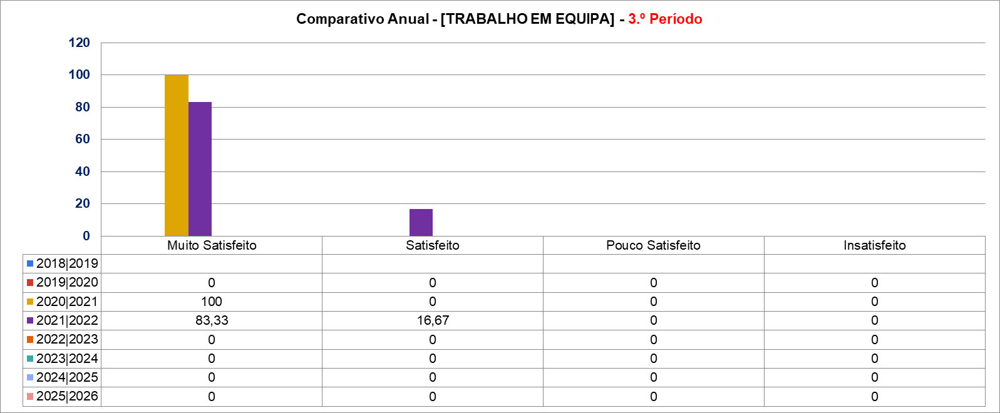 Comparativo Anual - [TRABALHO EM EQUIPA] - 3.º Período
120
100
80
60
40
20
0
Muito Satisfeito Satisfeito Pouco Satisfeito Insatisfeito
2018|2019
2019|2020 0 0 0 0
2020|2021 100 0 0 0
2021|2022 83,33 16,67 0 0
2022|2023 0 0 0 0
2023|2024 0 0 0 0
2024|2025 0 0 0 0
2025|2026 0 0 0 0